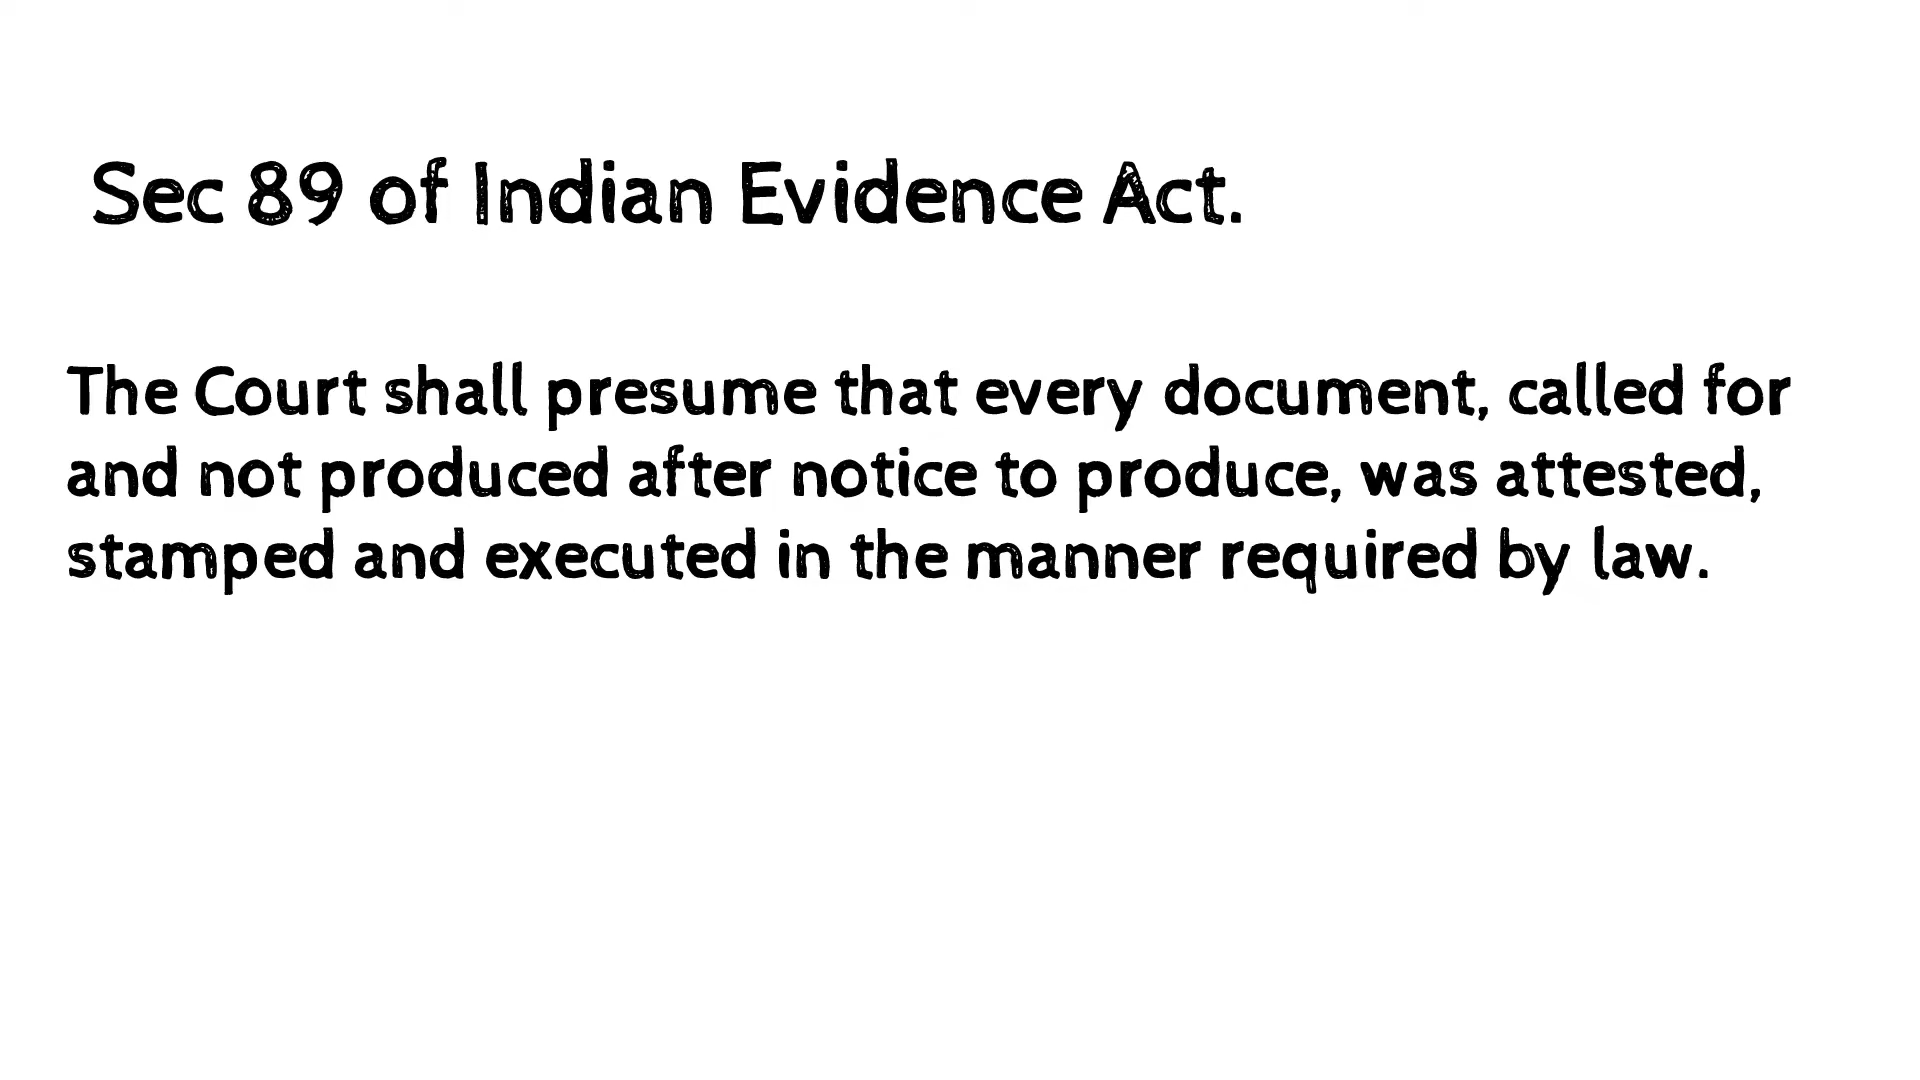 Sec 89 of Indian Evidence Act.
The Court shall presume that every document, called for
and not produced after notice to produce, was attested,
stamped and executed in the manner required by law.